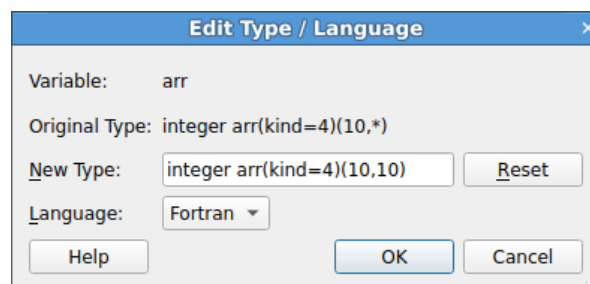 Edit Type / Language ×
Variable: arr
Original Type: integer arr(kind=4)(10,*)
New Type: integer arr(kind=4)(10,10) Reset
Language: Fortran
Help OK Cancel